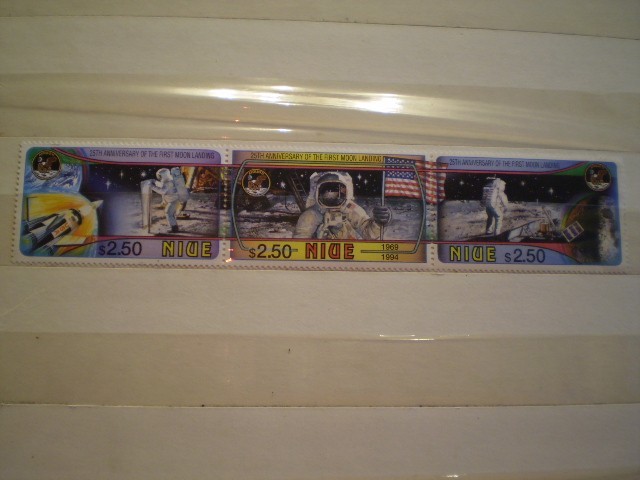 25TH ANNIVERSARY OF THE FIRST MOON LANDING
$2.50 NIUE
25TH ANNIVERSARY OF THE FIRST MOON LANDING
$2.50 NIUE 1969
1994
25TH ANNIVERSARY OF THE FIRST MOON LANDING
NIUE $2.50